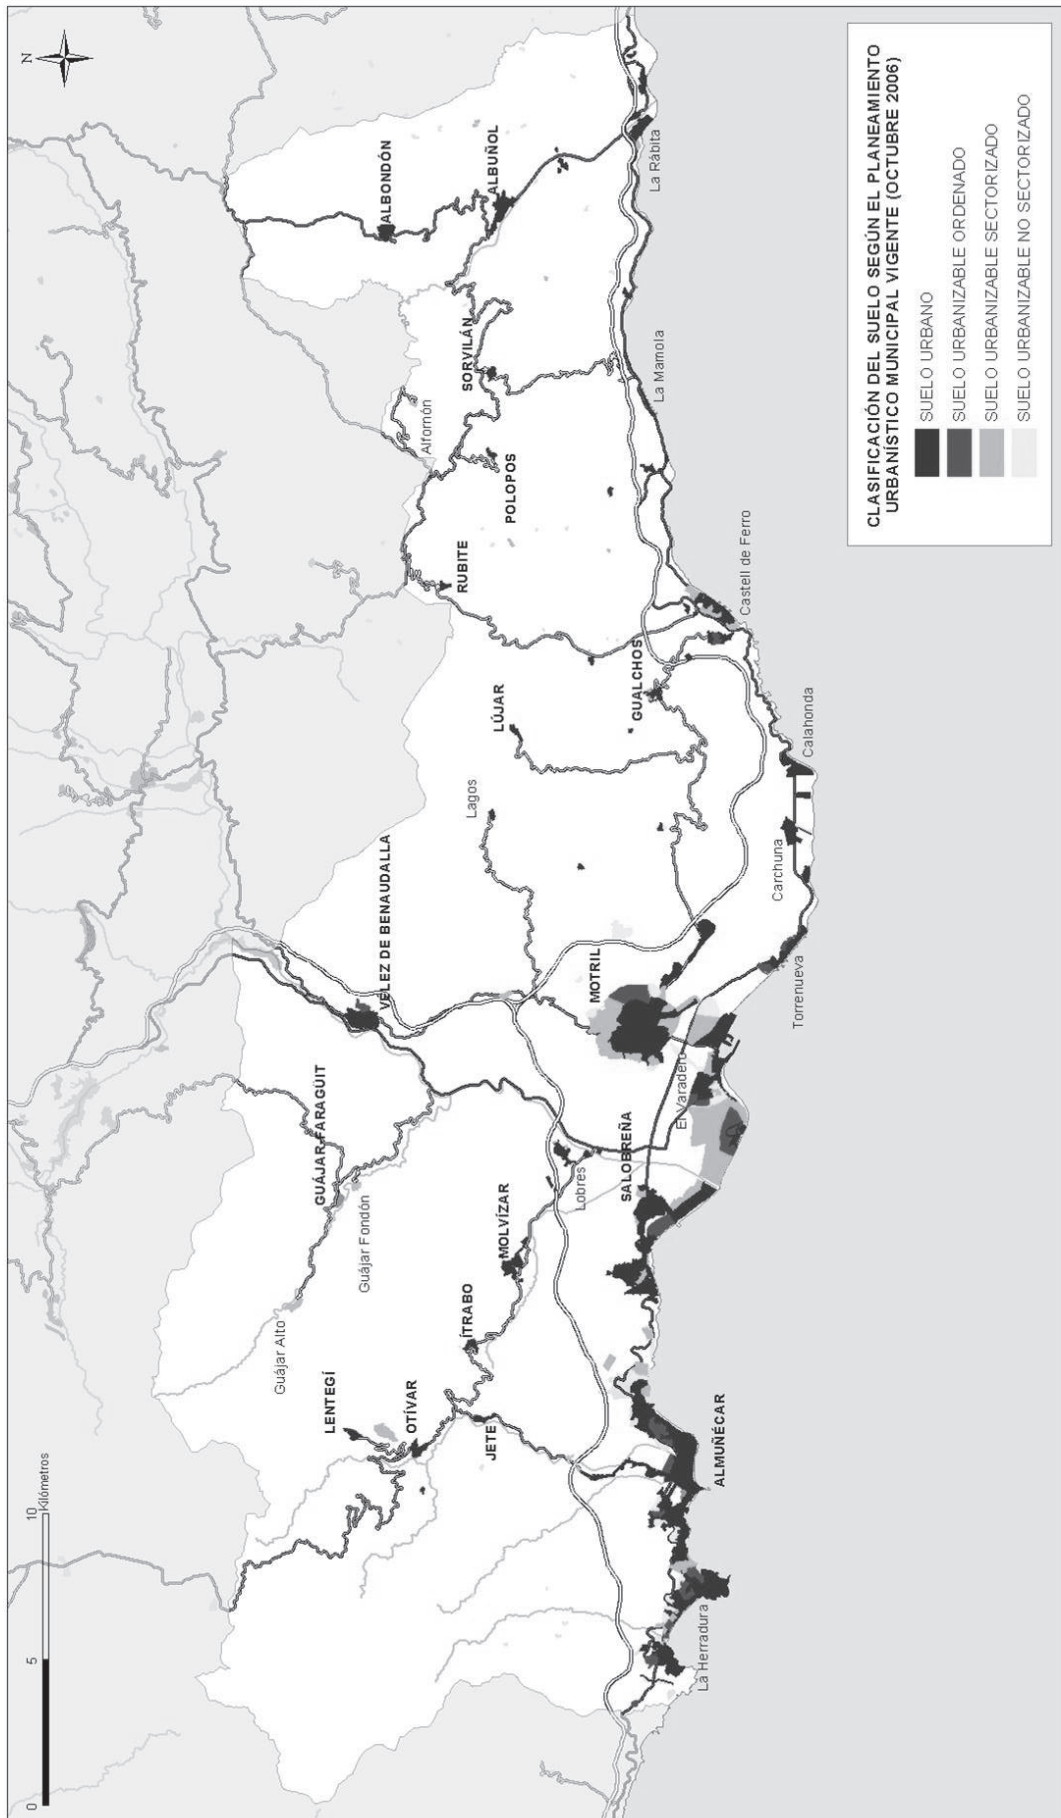 0
5
10
Kilómetros
N
LENTEGÍ
OTÍVAR
JETE
ÍTRABO
MOLVÍZAR
Guájar Alto
Guájar Fondón
GUÁJAR-FARAGÜIT
VÉLEZ DE BENAUDALLA
Lagos
LÚJAR
RUBITE
POLOPOS
Alfornón
SORVILÁN
ALBONDÓN
ALBUÑOL
La Herradura
ALMUÑÉCAR
SALOBREÑA
Lobres
El Varadero
MOTRIL
Torrenueva
Carchuna
Calahonda
GUALCHOS
Castell de Ferro
La Mamola
La Rábita
CLASIFICACIÓN DEL SUELO SEGÚN EL PLANEAMIENTO
URBANÍSTICO MUNICIPAL VIGENTE (OCTUBRE 2006)
SUELO URBANO
SUELO URBANIZABLE ORDENADO
SUELO URBANIZABLE SECTORIZADO
SUELO URBANIZABLE NO SECTORIZADO